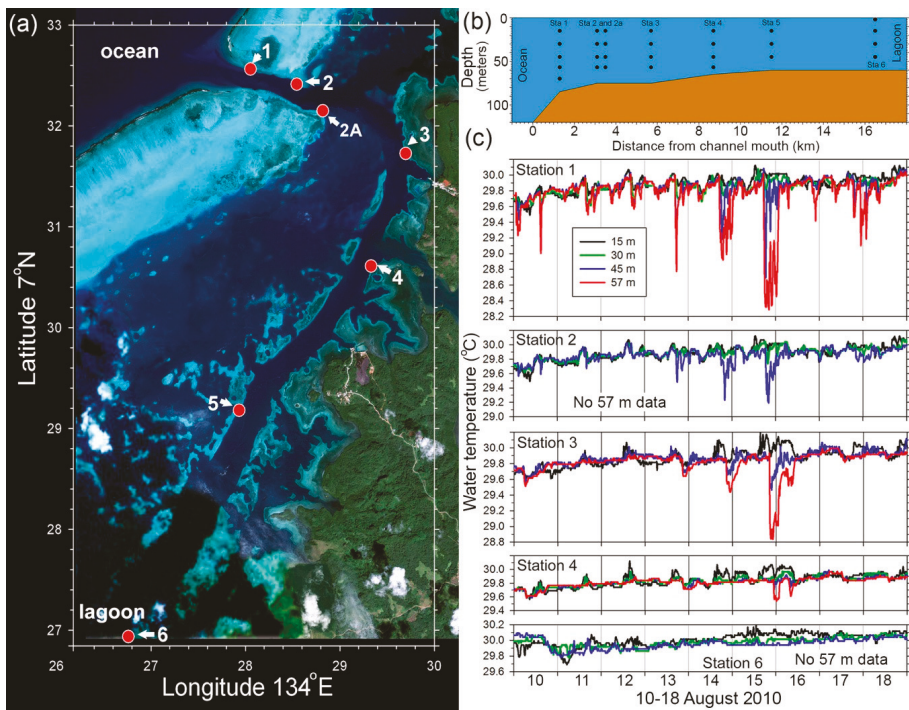 (a)
ocean
1
2
2A
3
4
5
6
lagoon
33
32
31
30
29
28
27
26
27
28
29
30
Latitude 7°N
Longitude 134°E
(b)
Sta 1
Sta 2 and 2a
Sta 3
Sta 4
Sta 5
Sta 6
Ocean
Lagoon
Depth
(meters)
0
50
100
0
2
4
6
8
10
12
14
16
Distance from channel mouth (km)
(c)
Water temperature (°C)
Station 1
30.0
29.8
29.6
29.4
29.2
29.0
28.8
28.6
28.4
28.2
15 m
30 m
45 m
57 m
Station 2
30.0
29.8
29.6
29.4
29.2
29.0
No 57 m data
Station 3
30.0
29.8
29.6
29.4
29.2
29.0
28.8
Station 4
30.0
29.8
29.6
29.4
30.2
30.0
29.8
29.6
Station 6
No 57 m data
10
11
12
13
14
15
16
17
18
10-18 August 2010